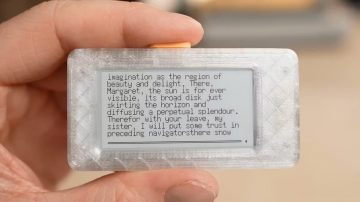 imagination as the region of
beauty and delight, There,
Margaret, the sun is for ever
visible, its broad disk just
skirting the horizon and
diffusing a perpetual splendour.
Therefor with your leave, my
sister, I will put some trust in
preceding navigatorsthere snow